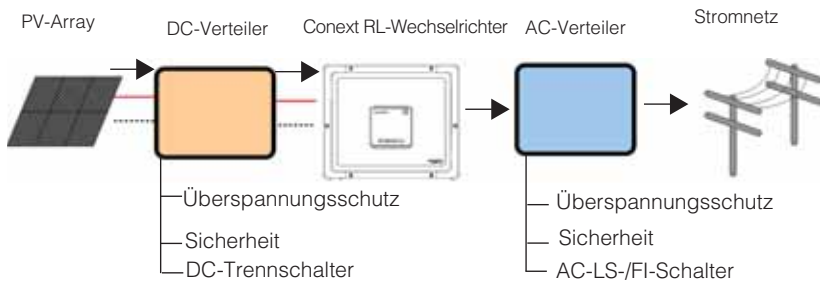 PV-Array
DC-Verteiler
Conext RL-Wechselrichter
AC-Verteiler
Stromnetz
Überspannungsschutz
Sicherheit
DC-Trennschalter
Überspannungsschutz
Sicherheit
AC-LS-/FI-Schalter